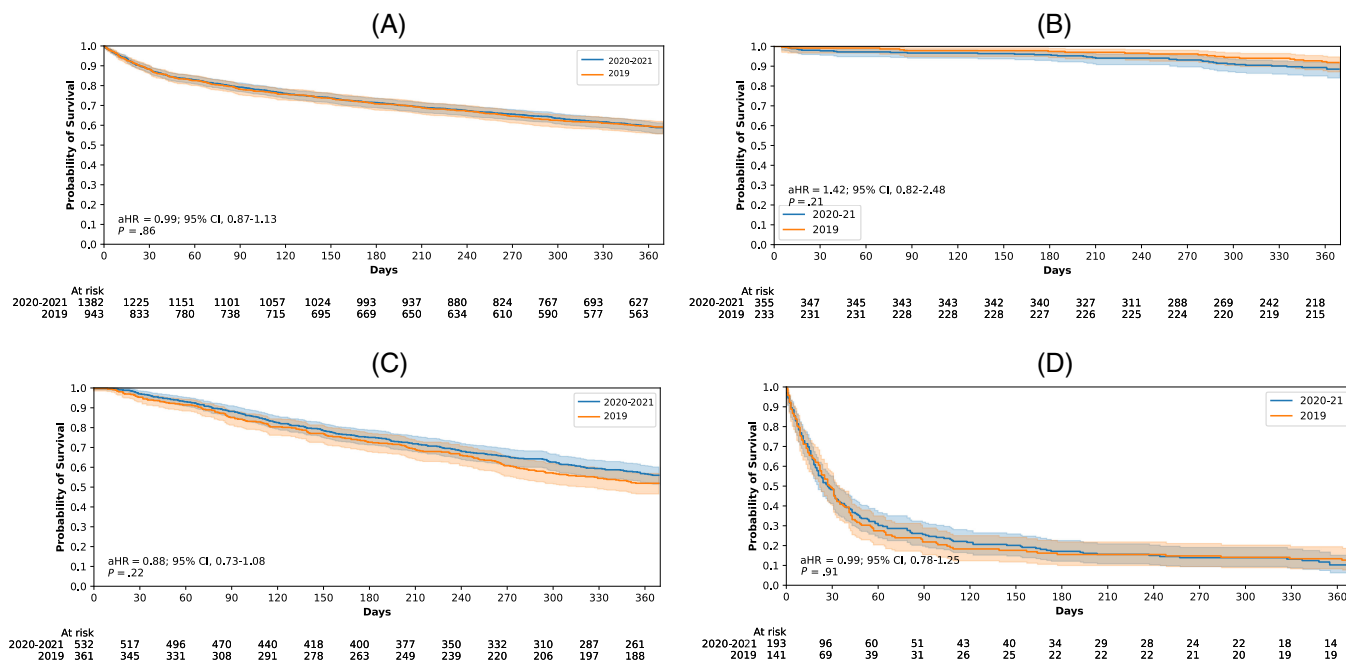 (A)
Probability of Survival
1.0
0.9
0.8
0.7
0.6
0.5
0.4
0.3
0.2
0.1
0.0
2020-2021
2019
aHR = 0.99; 95% CI, 0.87-1.13
P = .86
0 30 60 90 120 150 180 210 240 270 300 330 360
Days
At risk
2020-2021 1382 1225 1151 1101 1057 1024 993 937 880 824 767 693 627
2019 943 833 780 738 715 695 669 650 634 610 590 577 563
(B)
Probability of Survival
1.0
0.9
0.8
0.7
0.6
0.5
0.4
0.3
0.2
0.1
0.0
aHR = 1.42; 95% CI, 0.82-2.48
P = .21
2020-21
2019
0 30 60 90 120 150 180 210 240 270 300 330 360
Days
At risk
2020-2021 355 347 345 343 343 342 340 327 311 288 269 242 218
2019 233 231 231 228 228 228 227 226 225 224 220 219 215
(C)
Probability of Survival
1.0
0.9
0.8
0.7
0.6
0.5
0.4
0.3
0.2
0.1
0.0
2020-2021
2019
aHR = 0.88; 95% CI, 0.73-1.08
P = .22
0 30 60 90 120 150 180 210 240 270 300 330 360
Days
At risk
2020-2021 532 517 496 470 440 418 400 377 350 332 310 287 261
2019 361 345 331 308 291 278 263 249 239 220 206 197 188
(D)
Probability of Survival
1.0
0.9
0.8
0.7
0.6
0.5
0.4
0.3
0.2
0.1
0.0
2020-21
2019
aHR = 0.99; 95% CI, 0.78-1.25
P = .91
0 30 60 90 120 150 180 210 240 270 300 330 360
Days
At risk
2020-2021 193 96 60 51 43 40 34 29 28 24 22 18 14
2019 141 69 39 31 26 25 22 22 22 21 20 19 19